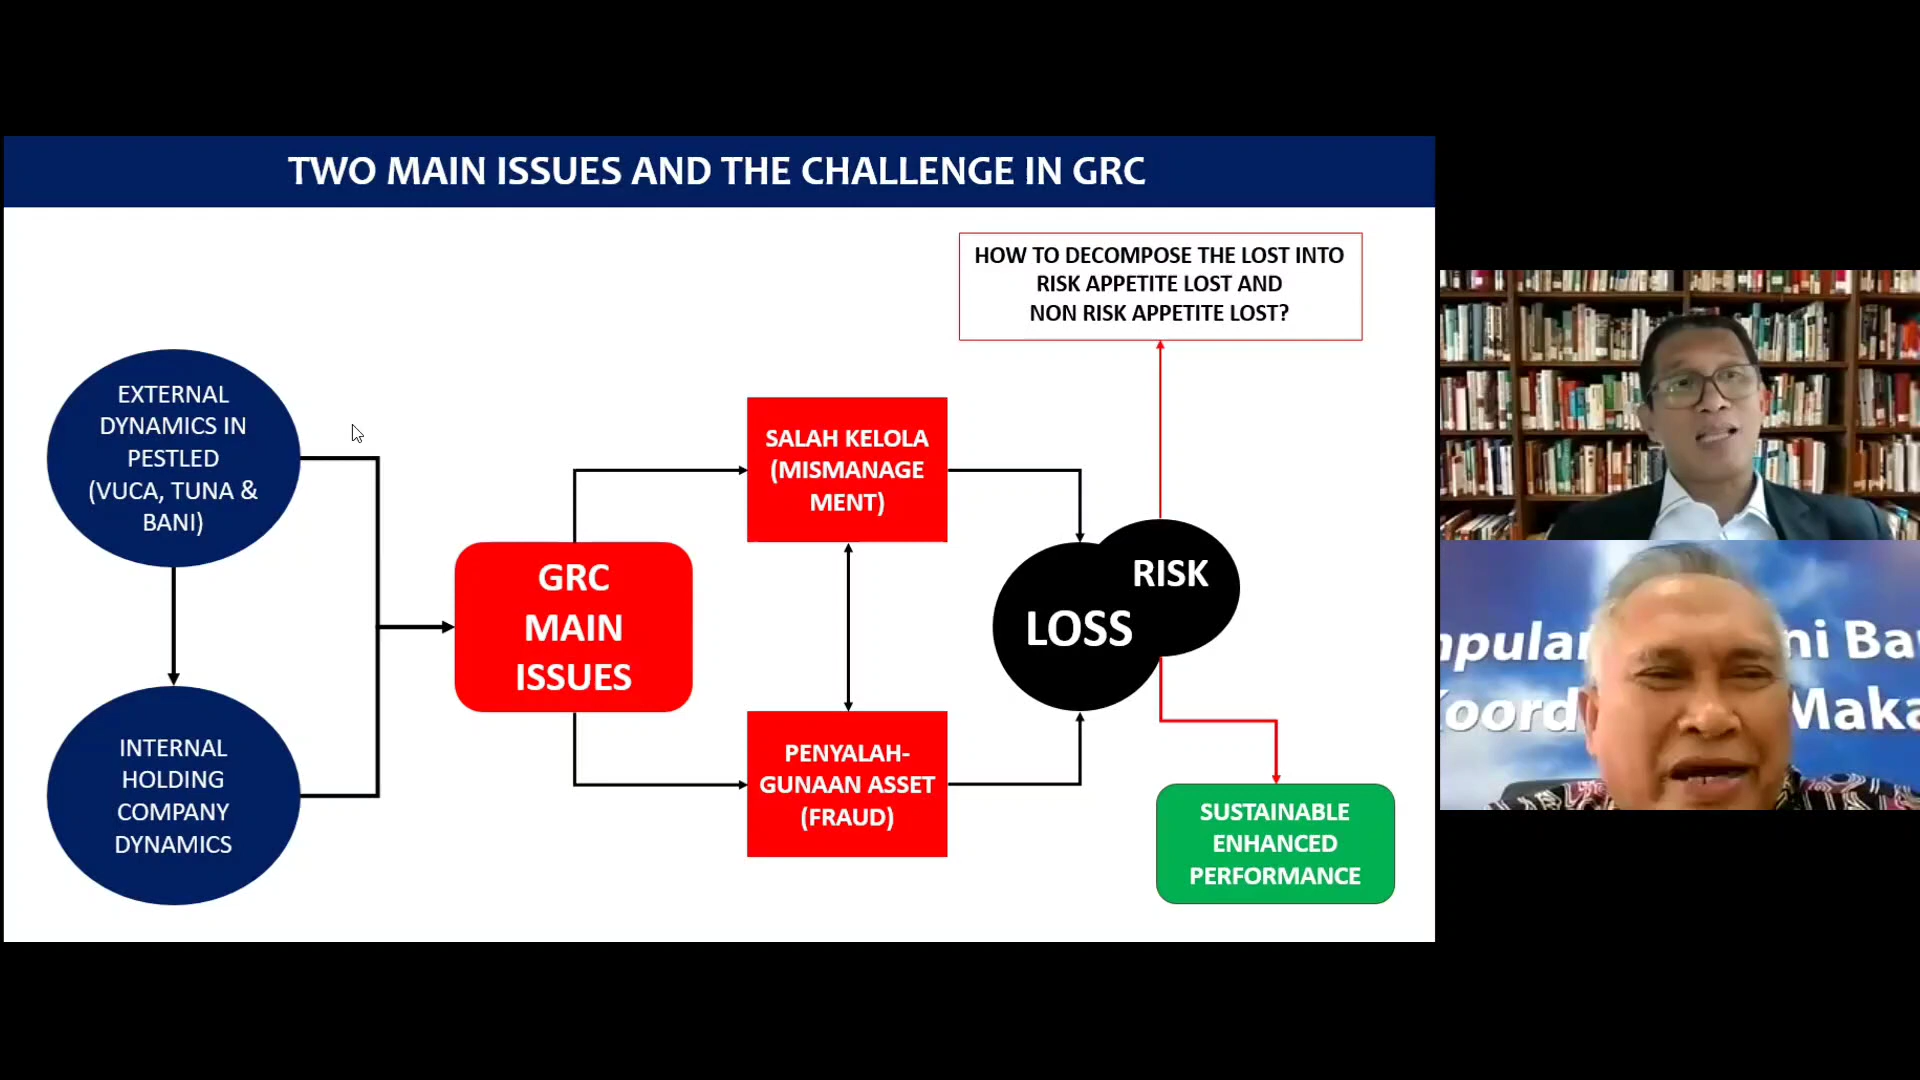 TWO MAIN ISSUES AND THE CHALLENGE IN GRC
HOW TO DECOMPOSE THE LOST INTO
RISK APPETITE LOST AND
NON RISK APPETITE LOST?
EXTERNAL
DYNAMICS IN
PESTLED
(VUCA, TUNA &
BANI)
INTERNAL
HOLDING
COMPANY
DYNAMICS
GRC
MAIN
ISSUES
SALAH KELOLA
(MISMANAGE
MENT)
PENYALAH-
GUNAAN ASSET
(FRAUD)
RISK
LOSS
SUSTAINABLE
ENHANCED
PERFORMANCE